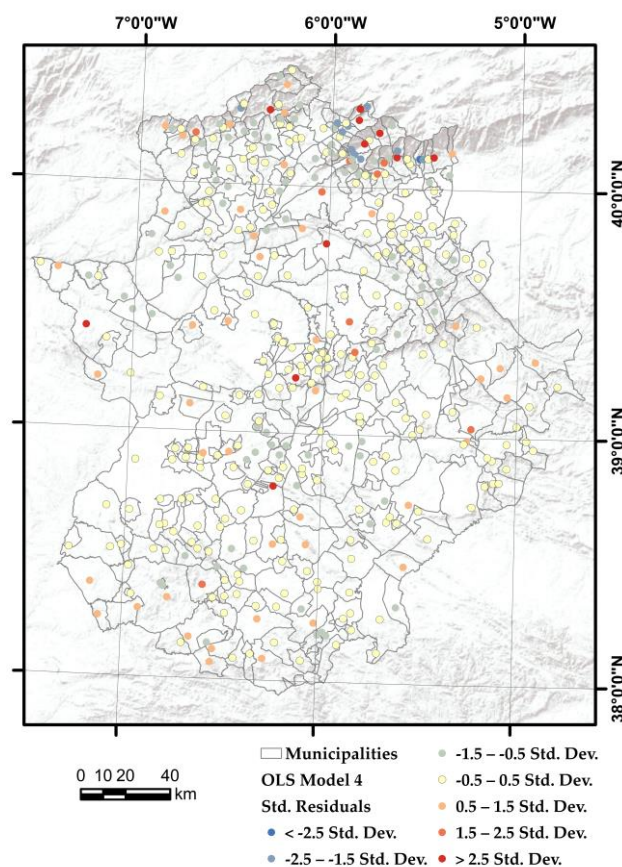 7°0'0"W 6°0'0"W 5°0'0"W
40°0'0"N
39°0'0"N
38°0'0"N
Municipalities
OLS Model 4
Std. Residuals
< -2.5 Std. Dev.
-2.5 – -1.5 Std. Dev.
-1.5 – -0.5 Std. Dev.
-0.5 – 0.5 Std. Dev.
0.5 – 1.5 Std. Dev.
1.5 – 2.5 Std. Dev.
> 2.5 Std. Dev.
0 10 20 40
km